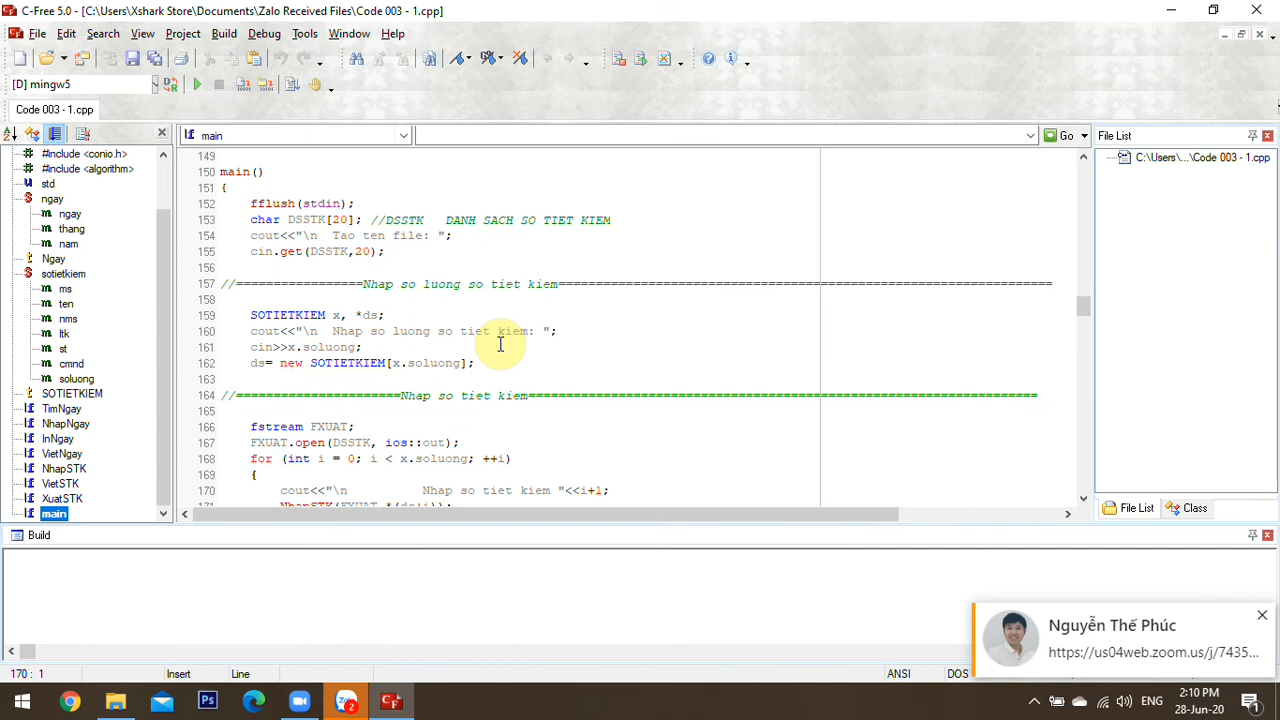 C-Free 5.0 - [C:\Users\Xshark Store\Documents\Zalo Received Files\Code 003 - 1.cpp]
File Edit Search View Project Build Debug Tools Window Help
[D] mingw5
Code 003 - 1.cpp
main
Go
File List
#include <conio.h>
#include <algorithm>
std
ngay
ngay
thang
nam
Ngay
sotietkiem
ms
ten
nms
ltk
st
cmnd
soluong
SOTIETKIEM
TimNgay
NhapNgay
InNgay
VietNgay
NhapSTK
VietSTK
XuatSTK
main
149
150 main()
151 {
152 fflush(stdin);
153 char DSSTK[20]; //DSSTK DANH SACH SO TIET KIEM
154 cout<<"\n Tao ten file: ";
155 cin.get(DSSTK,20);
156
157 //=================Nhap so luong so tiet kiem==================================================================
158
159 SOTIETKIEM x, *ds;
160 cout<<"\n Nhap so luong so tiet kiem: ";
161 cin>>x.soluong;
162 ds= new SOTIETKIEM[x.soluong];
163
164 //======================Nhap so tiet kiem====================================================================
165
166 fstream FXUAT;
167 FXUAT.open(DSSTK, ios::out);
168 for (int i = 0; i < x.soluong; ++i)
169 {
170 cout<<"\n Nhap so tiet kiem "<<i+1;
171 NhapSTK(FXUAT,*(ds+i));
C:\Users\...\Code 003 - 1.cpp
File List Class
Build
Nguyễn Thế Phúc
https://us04web.zoom.us/j/7435...
170 : 1 Insert Line ANSI DOS
Ps
2
ENG
2:10 PM
28-Jun-20
1